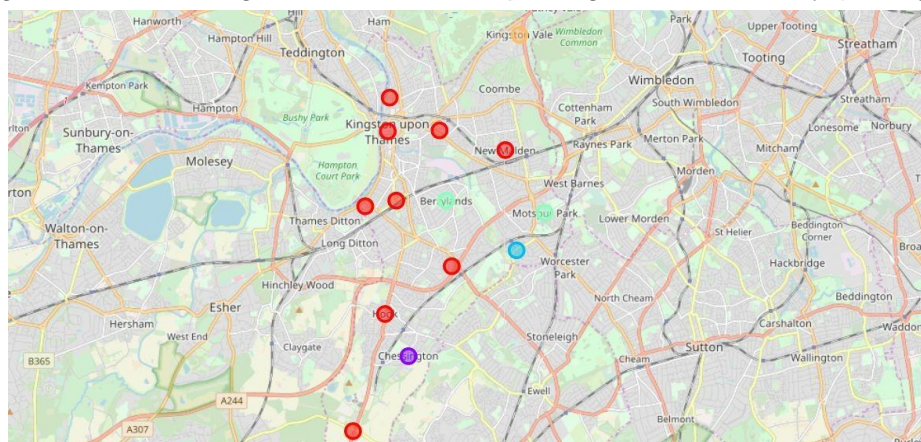 Hanworth
Ham
Park
Upper Tooting
Hampton Hill
Teddington
Wimbledon
Common
Streatham
Tooting
Kempton Park
Coombe
Wimbledon
Hampton
Cottenham
Park
South Wimbledon
Streatham
Bushy Park
Kingston upon
Thames
Sunbury-on-
Thames
Lonesome
Norbury
Molesey
Raynes Park
Merton Park
Mitcham
Hampton
Court Park
Morden
West Barnes
Thames Ditton
Lower Morden
Walton-on-
Thames
St Helier
Beddington
Corner
Long Ditton
Worcester
Park
Hackbridge
Hinchley Wood
Esher
North Cheam
Beddington
Hersham
West End
Claygate
Stoneleigh
Carshalton
Waddon
Sutton
B365
Cheam
Wallington
Ewell
A244
Belmont
A307